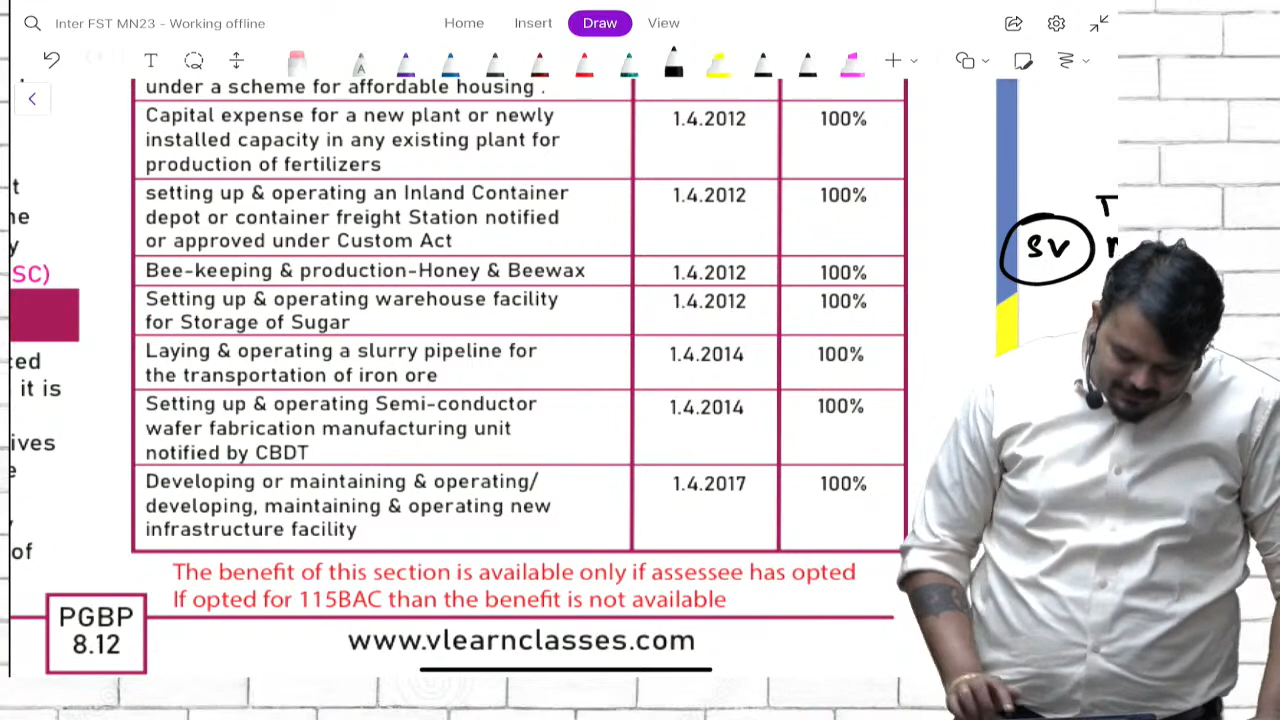 Inter FST MN23 - Working offline
Home Insert Draw View
under a scheme for affordable housing .
Capital expense for a new plant or newly installed capacity in any existing plant for production of fertilizers 1.4.2012 100%
setting up & operating an Inland Container depot or container freight Station notified or approved under Custom Act 1.4.2012 100%
Bee-keeping & production-Honey & Beewax 1.4.2012 100%
Setting up & operating warehouse facility for Storage of Sugar 1.4.2012 100%
Laying & operating a slurry pipeline for the transportation of iron ore 1.4.2014 100%
Setting up & operating Semi-conductor wafer fabrication manufacturing unit notified by CBDT 1.4.2014 100%
Developing or maintaining & operating/ developing, maintaining & operating new infrastructure facility 1.4.2017 100%
The benefit of this section is available only if assessee has opted
If opted for 115BAC than the benefit is not available
PGBP
8.12
www.vlearnclasses.com
SC)
it is
of
SV